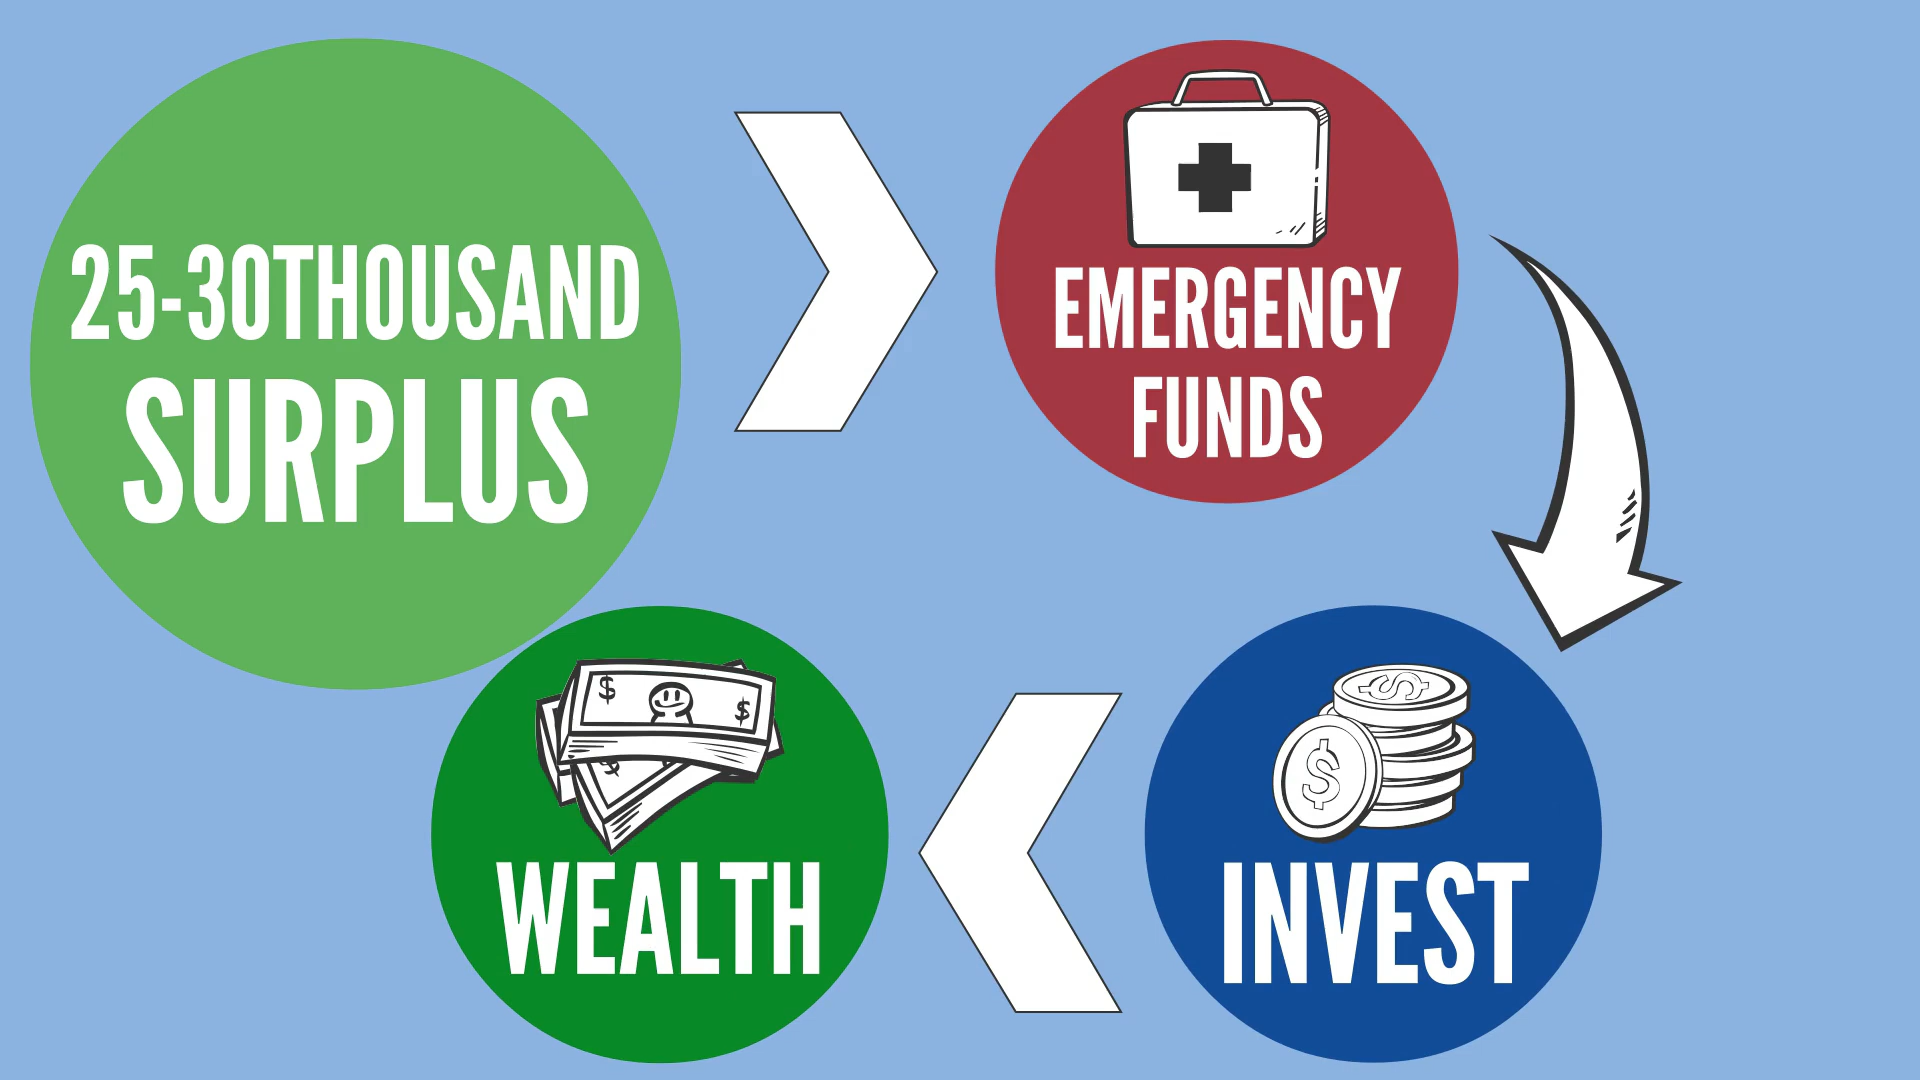 25-30THOUSAND
SURPLUS
EMERGENCY
FUNDS
$ $
$
$
$
INVEST
WEALTH